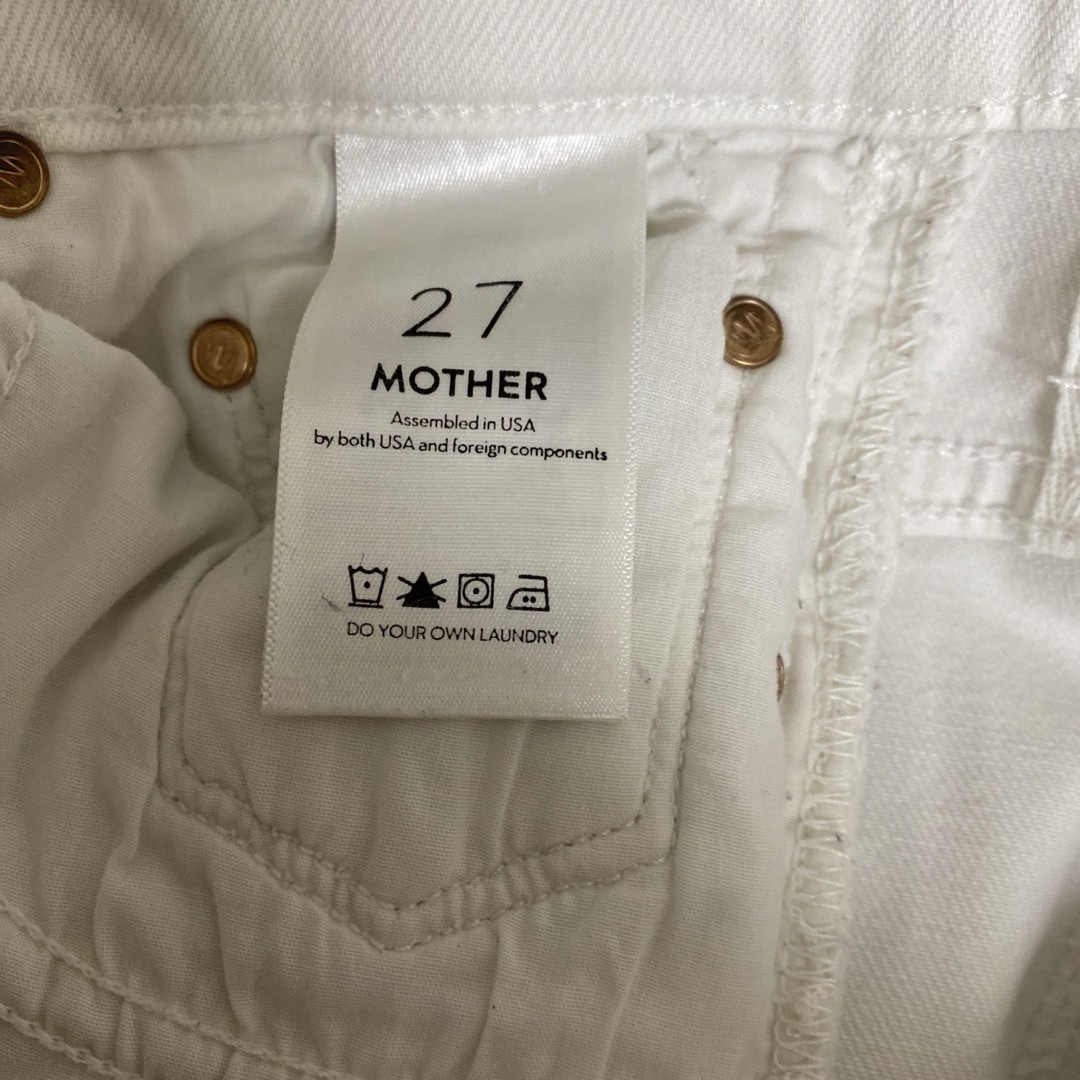 27
MOTHER
Assembled in USA
by both USA and foreign components
DO YOUR OWN LAUNDRY